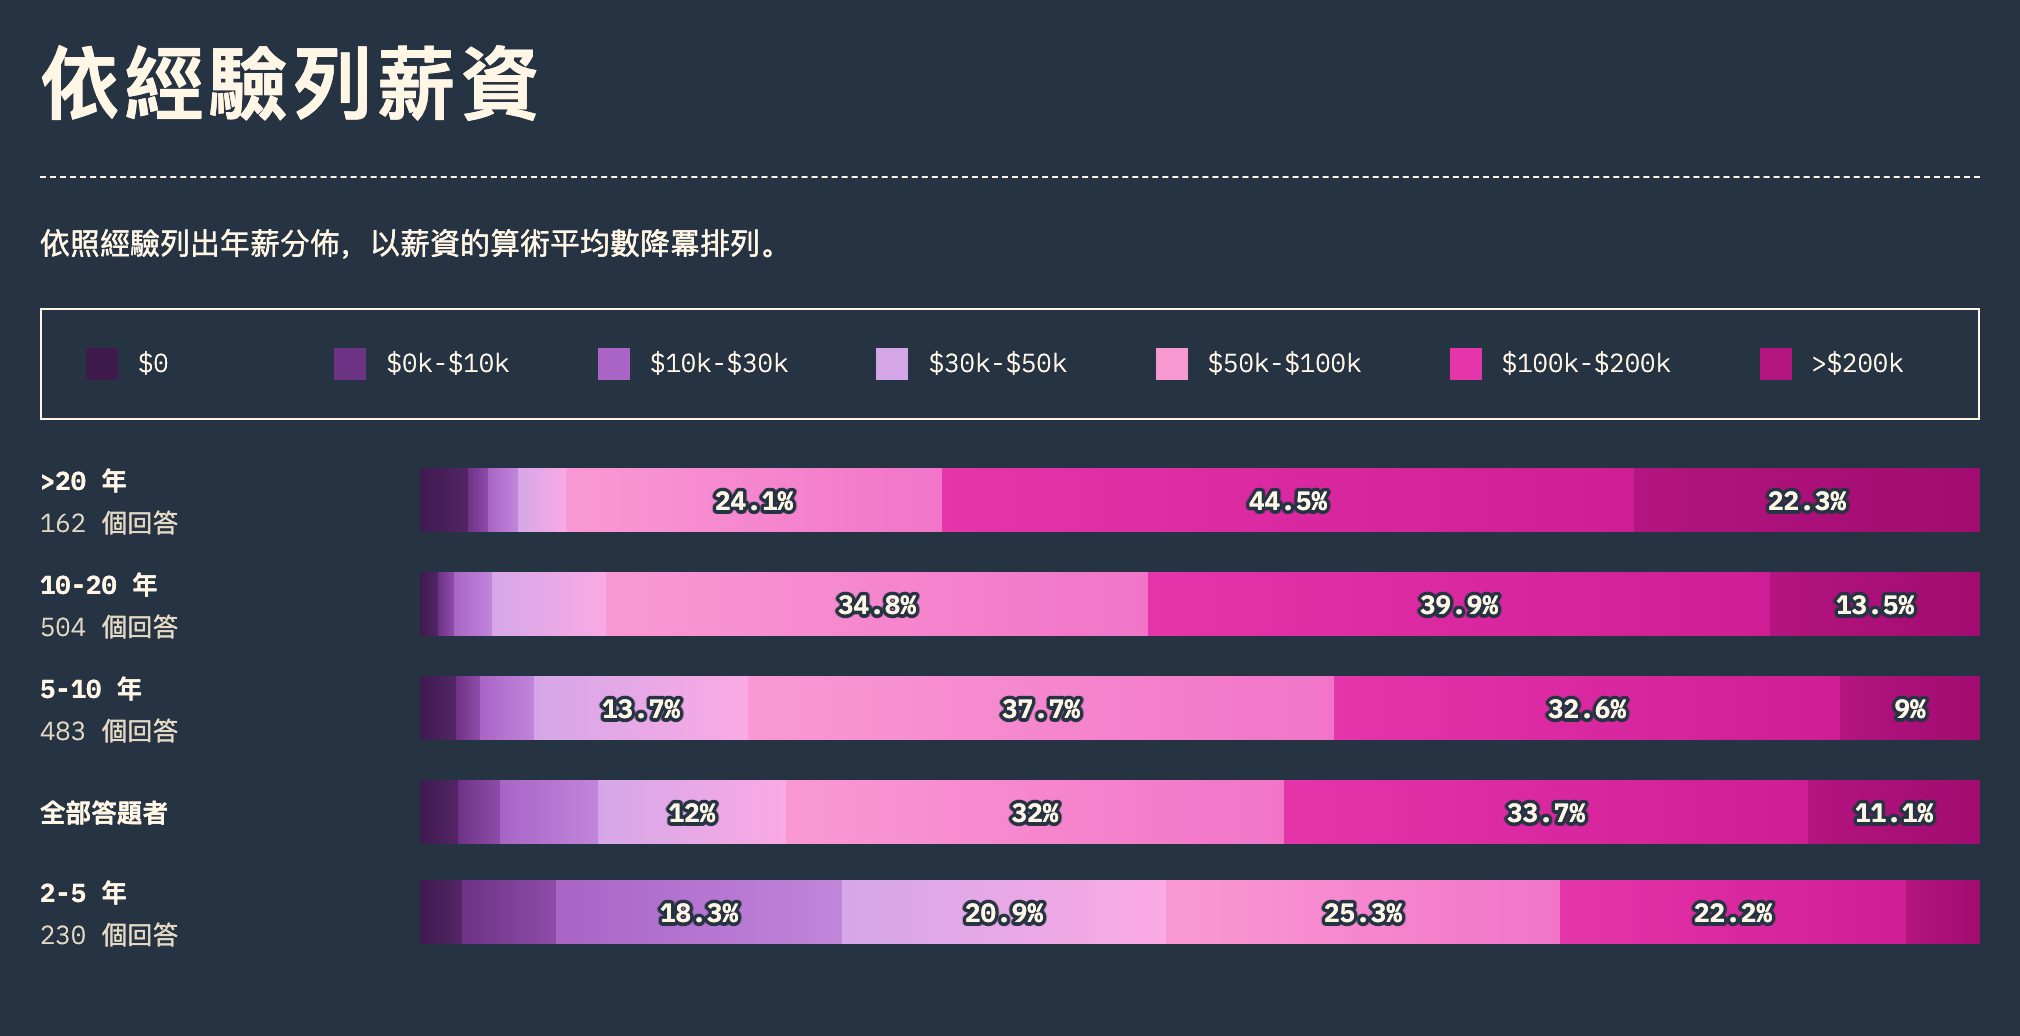 依經驗列薪資
依照經驗列出年薪分佈，以薪資的算術平均數降冪排列。
$0 $0k-$10k $10k-$30k $30k-$50k $50k-$100k $100k-$200k >$200k
>20 年
162 個回答
24.1% 44.5% 22.3%
10-20 年
504 個回答
34.8% 39.9% 13.5%
5-10 年
483 個回答
13.7% 37.7% 32.6% 9%
全部答題者
12% 32% 33.7% 11.1%
2-5 年
230 個回答
18.3% 20.9% 25.3% 22.2%